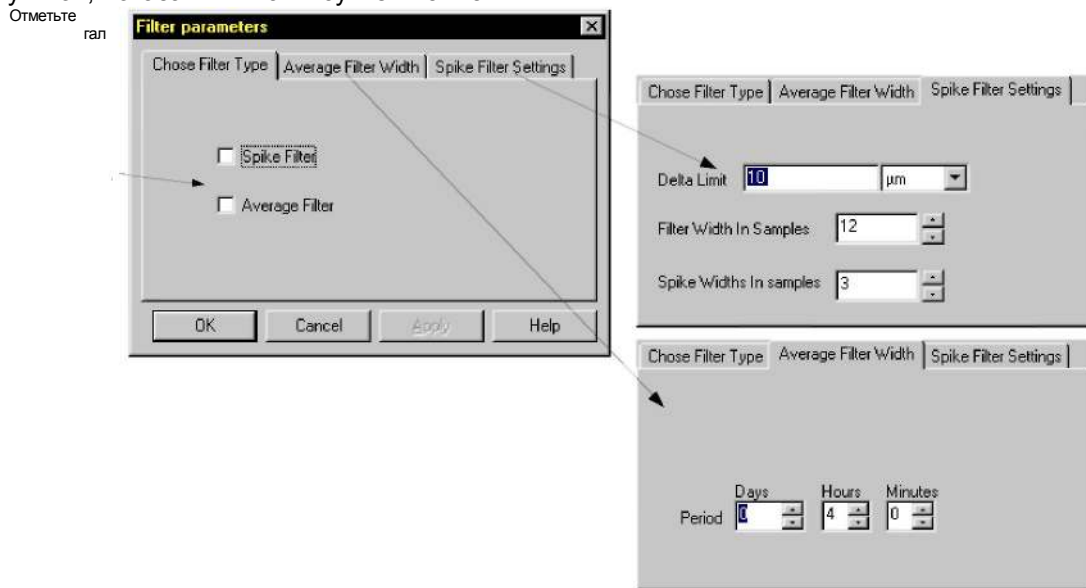 Отметьте
гал
Filter parameters
Chose Filter Type Average Filter Width Spike Filter Settings
Spike Filter
Average Filter
OK Cancel Apply Help
Chose Filter Type Average Filter Width Spike Filter Settings
Delta Limit 10 µm
Filter Width In Samples 12
Spike Widths In samples 3
Chose Filter Type Average Filter Width Spike Filter Settings
Days Hours Minutes
Period 0 4 0